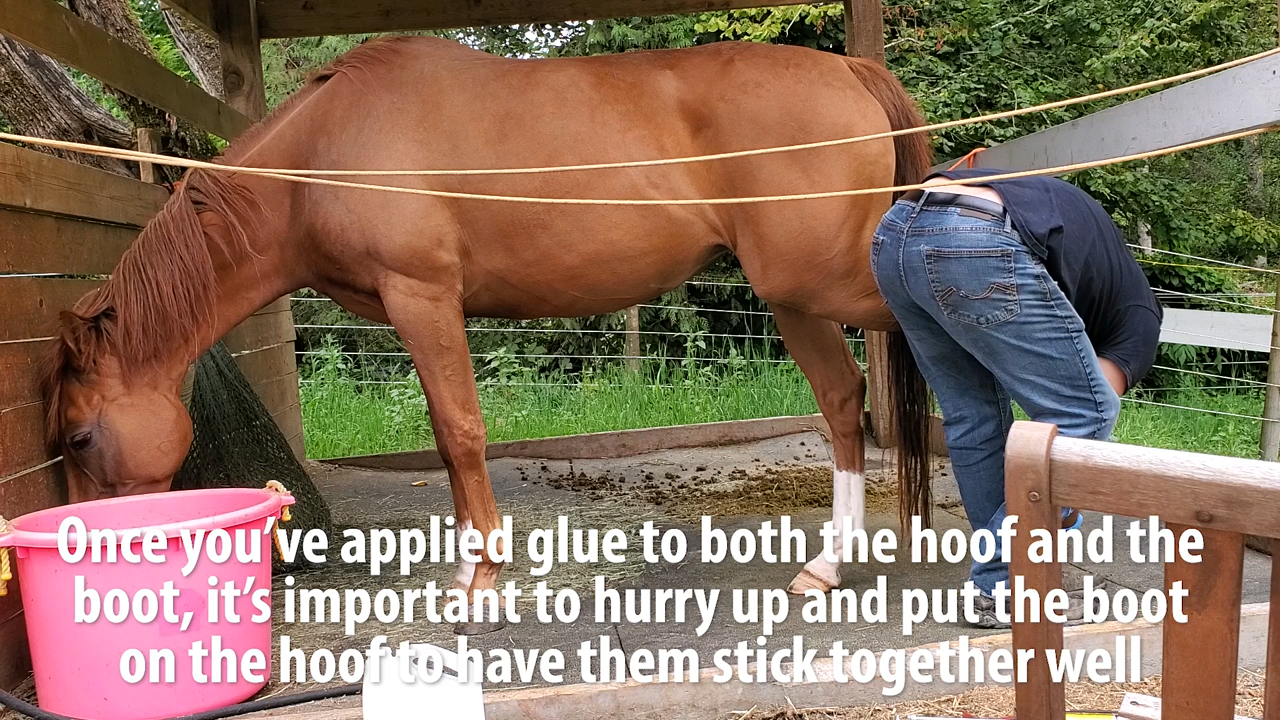 Once you’ve applied glue to both the hoof and the
boot, it’s important to hurry up and put the boot
on the hoof to have them stick together well